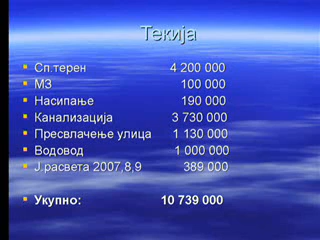 Текија
Сп.терен 4 200 000
МЗ 100 000
Насипање 190 000
Канализација 3 730 000
Пресвлачење улица 1 130 000
Водовод 1 000 000
Ј.расвета 2007,8,9 389 000
Укупно: 10 739 000